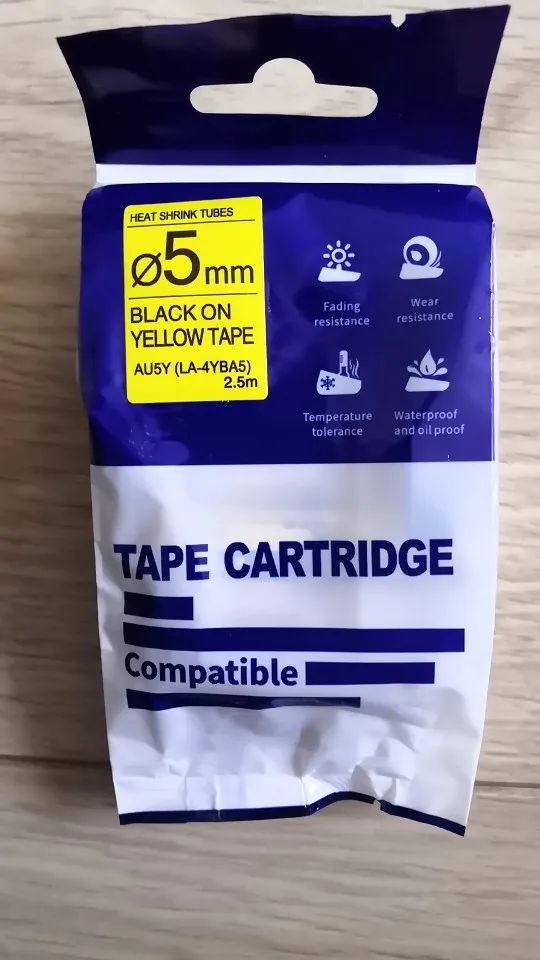 HEAT SHRINK TUBES
Ø5mm
BLACK ON
YELLOW TAPE
AU5Y (LA-4YBA5)
2.5m
Fading
resistance
Wear
resistance
Temperature
tolerance
Waterproof
and oil proof
TAPE CARTRIDGE
Compatible